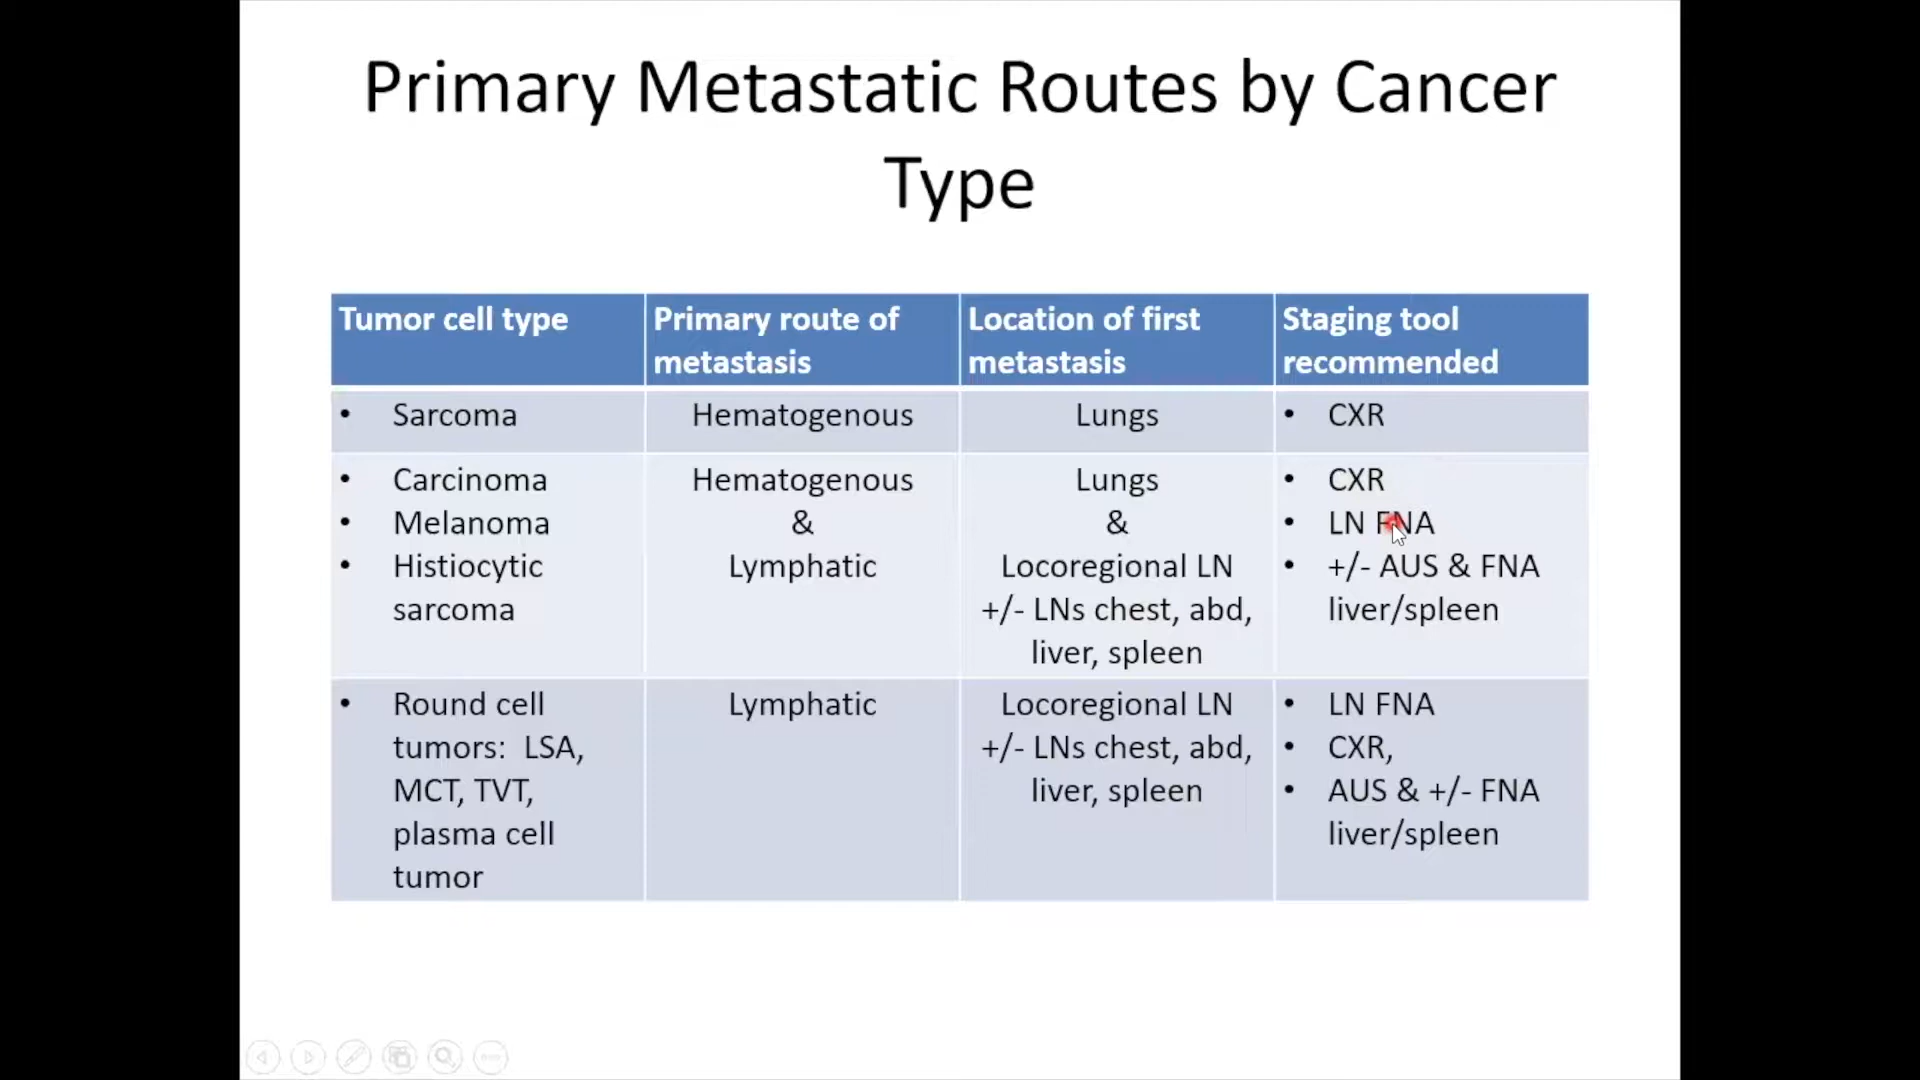 Primary Metastatic Routes by Cancer
Type
Tumor cell type
Primary route of
metastasis
Location of first
metastasis
Staging tool
recommended
• Sarcoma
Hematogenous
Lungs
• CXR
• Carcinoma
• Melanoma
• Histiocytic
sarcoma
Hematogenous
&
Lymphatic
Lungs
&
Locoregional LN
+/- LNs chest, abd,
liver, spleen
• CXR
• LN FNA
• +/- AUS & FNA
liver/spleen
• Round cell
tumors: LSA,
MCT, TVT,
plasma cell
tumor
Lymphatic
Locoregional LN
+/- LNs chest, abd,
liver, spleen
• LN FNA
• CXR,
• AUS & +/- FNA
liver/spleen